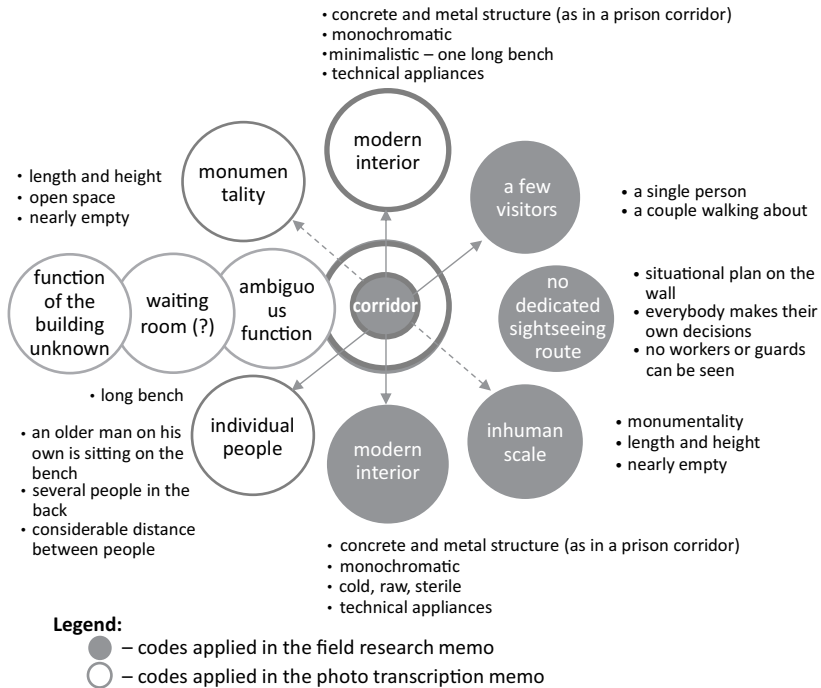 • concrete and metal structure (as in a prison corridor)
• monochromatic
• minimalistic – one long bench
• technical appliances
modern
interior
monumen
tality
• length and height
• open space
• nearly empty
a few
visitors
• a single person
• a couple walking about
function
of the
building
unknown
waiting
room (?)
ambiguo
us
function
corridor
no
dedicated
sightseeing
route
• situational plan on the
wall
• everybody makes their
own decisions
• no workers or guards
can be seen
• long bench
individual
people
• an older man on his
own is sitting on the
bench
• several people in the
back
• considerable distance
between people
modern
interior
inhuman
scale
• monumentality
• length and height
• nearly empty
• concrete and metal structure (as in a prison corridor)
• monochromatic
• cold, raw, sterile
• technical appliances
Legend:
– codes applied in the field research memo
– codes applied in the photo transcription memo